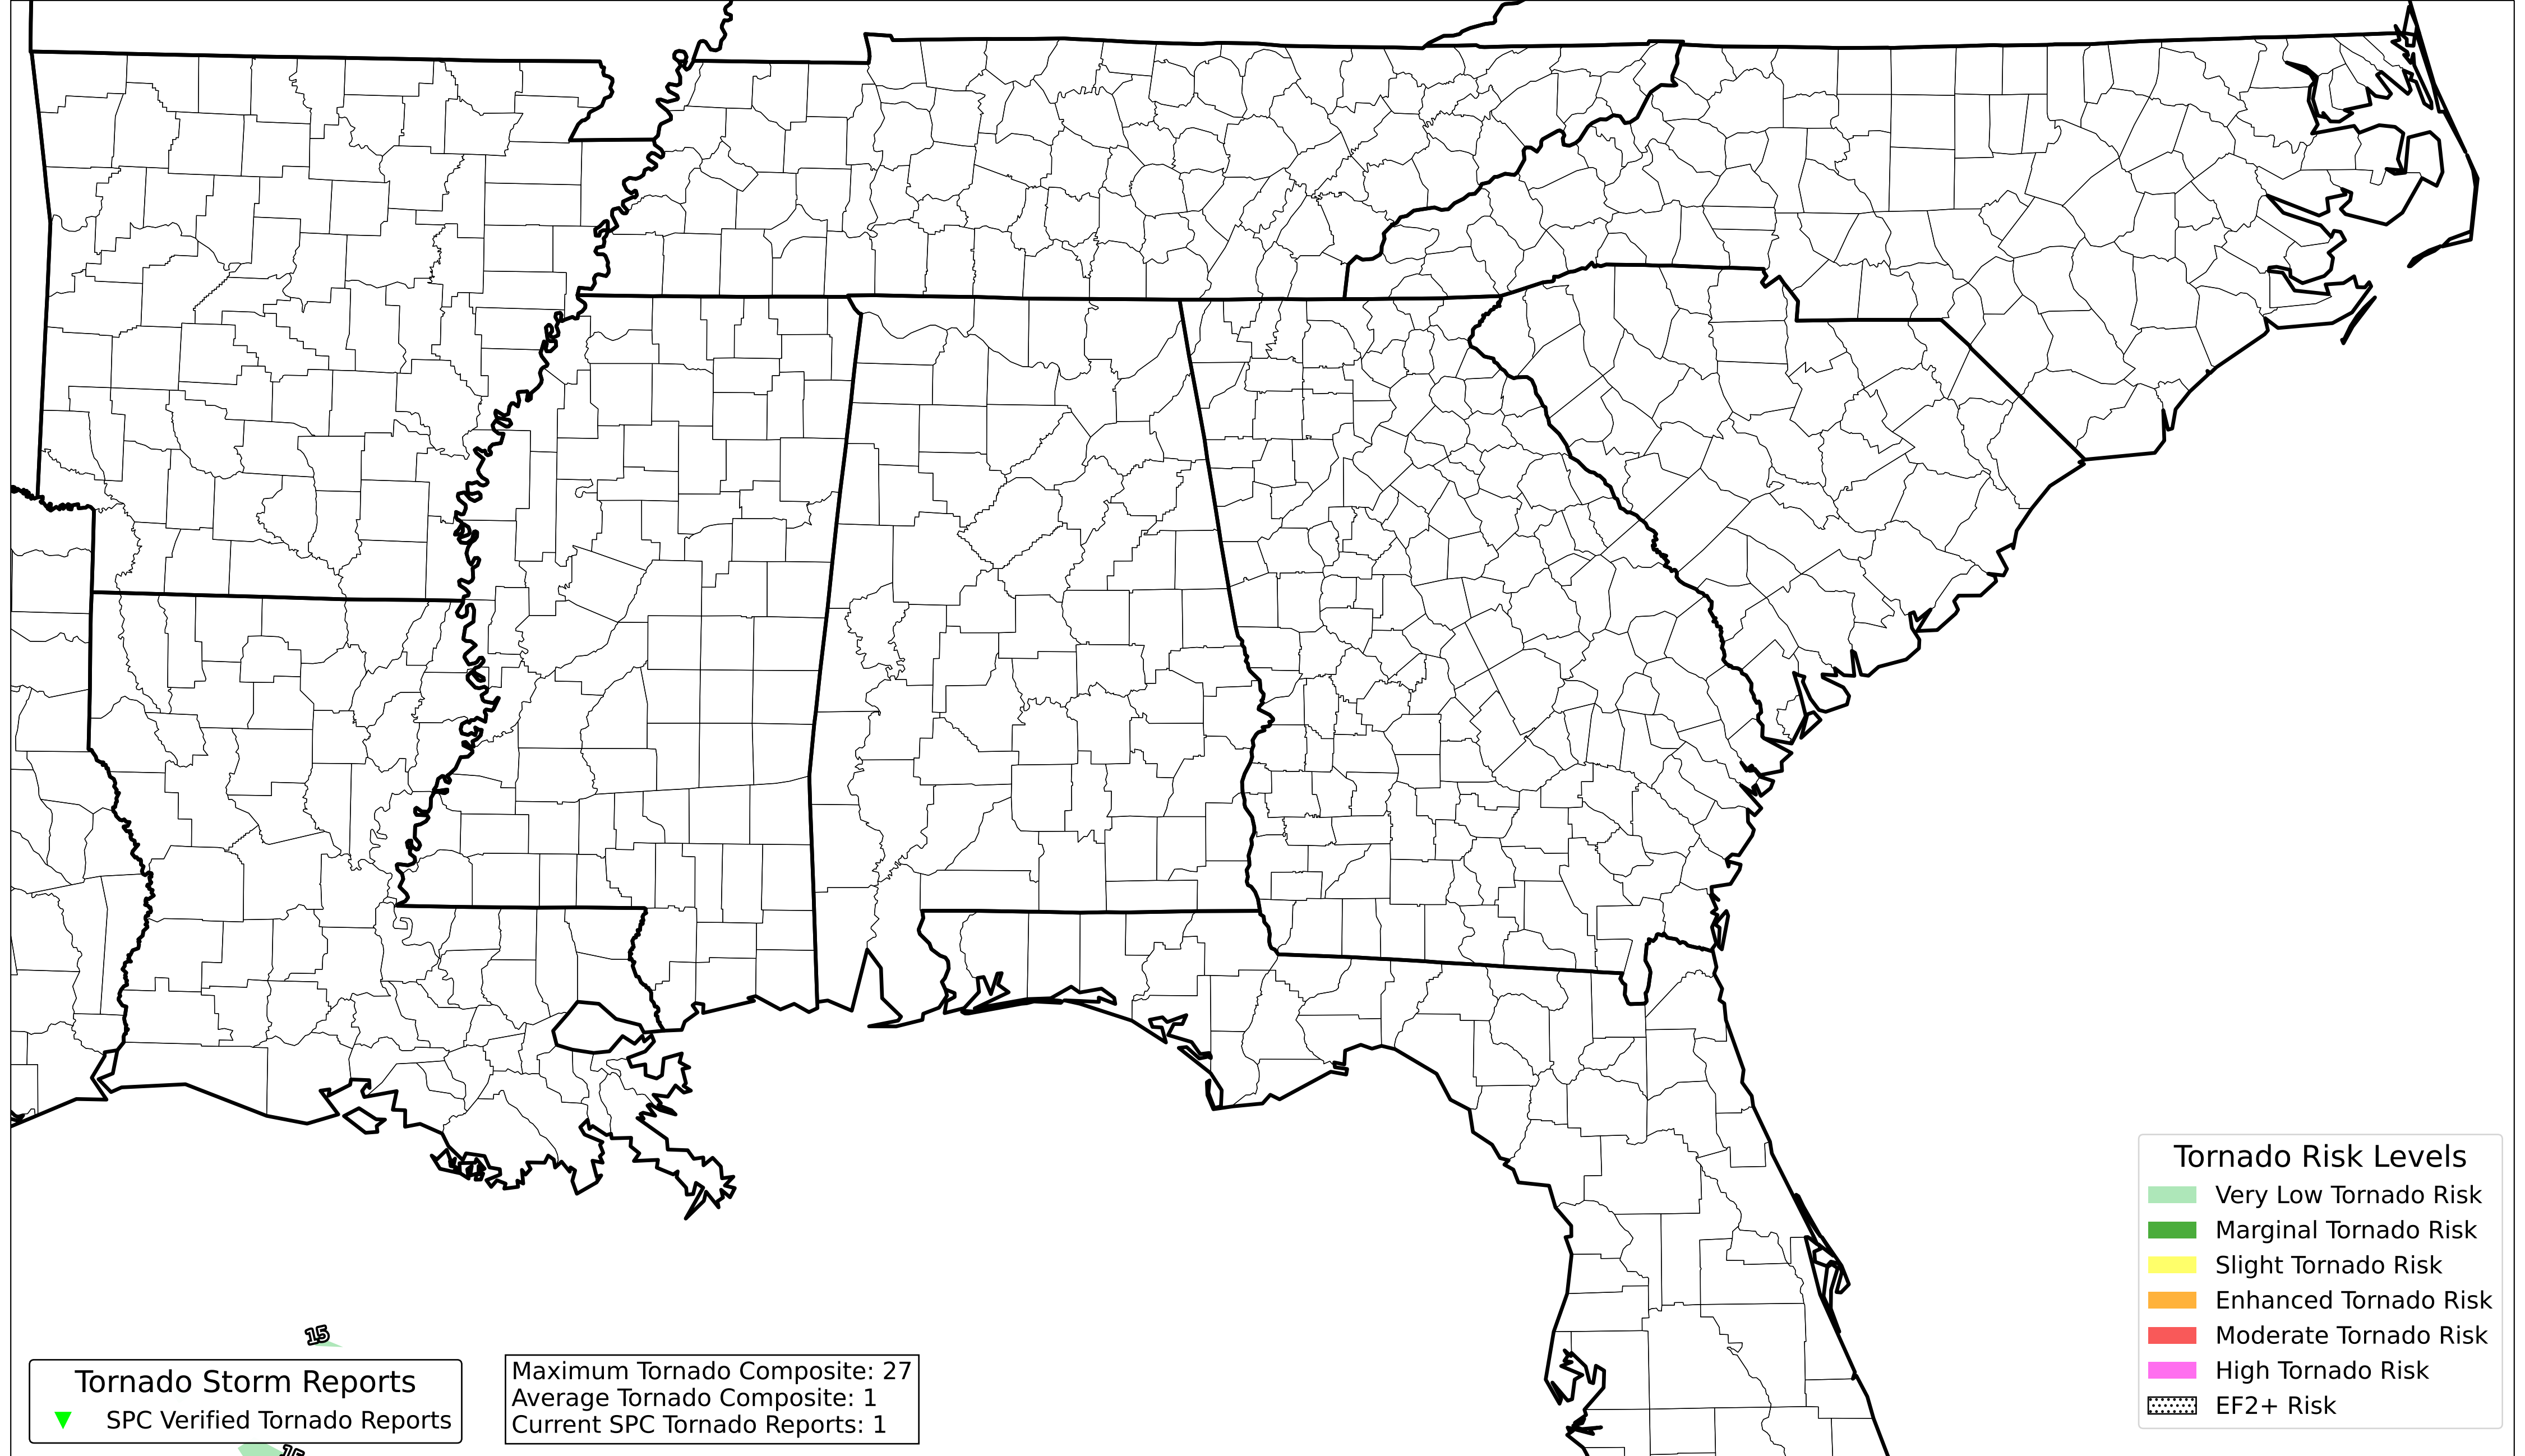 15
Tornado Storm Reports
SPC Verified Tornado Reports
15
Maximum Tornado Composite: 27
Average Tornado Composite: 1
Current SPC Tornado Reports: 1
Tornado Risk Levels
Very Low Tornado Risk
Marginal Tornado Risk
Slight Tornado Risk
Enhanced Tornado Risk
Moderate Tornado Risk
High Tornado Risk
EF2+ Risk